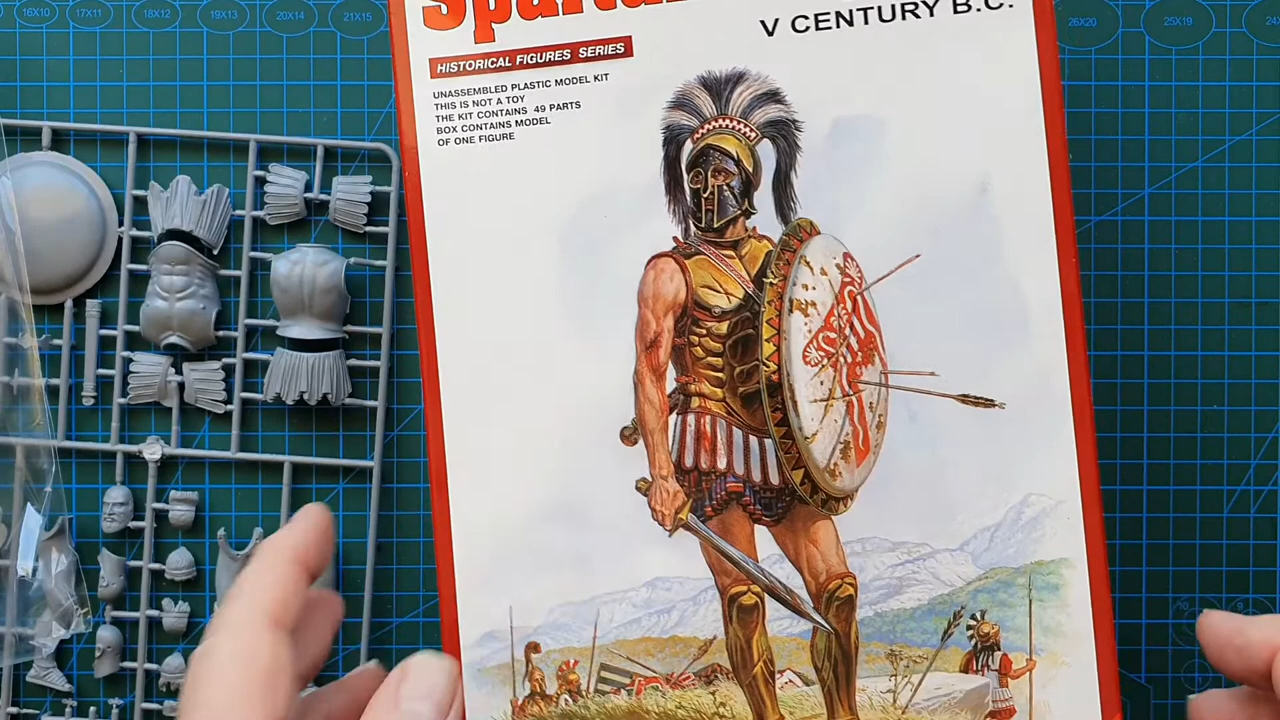 16X10
17X11
18X12
19X13
20X14
21X15
26X20
25X19
V CENTURY B.C.
HISTORICAL FIGURES SERIES
UNASSEMBLED PLASTIC MODEL KIT
THIS IS NOT A TOY
THE KIT CONTAINS 49 PARTS
BOX CONTAINS MODEL
OF ONE FIGURE